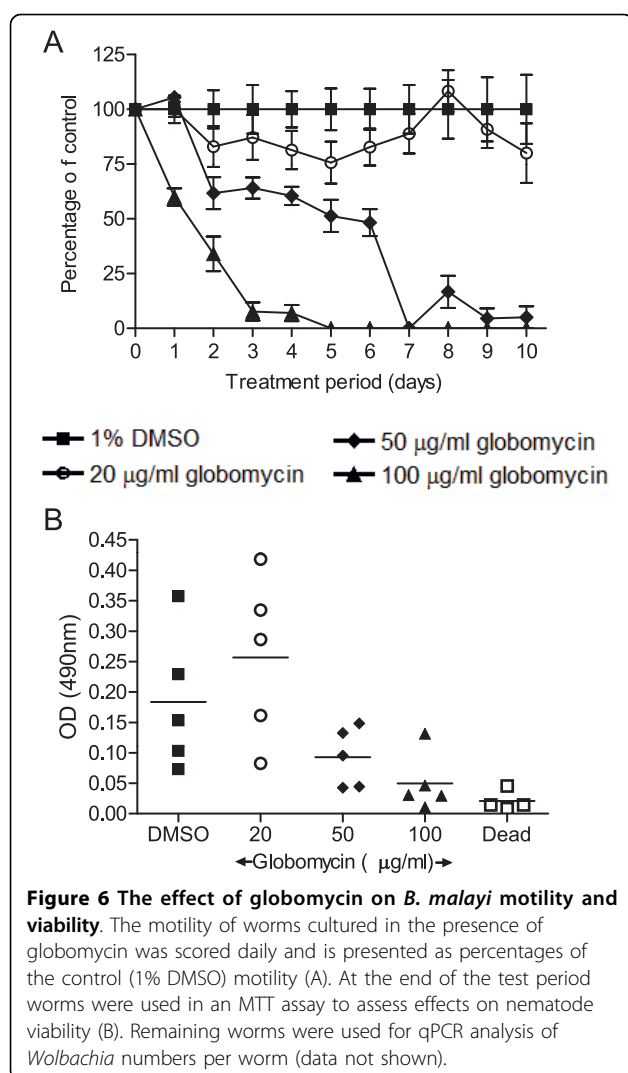 A
Percentage o f control
125
100
75
50
25
0
0 1 2 3 4 5 6 7 8 9 10
Treatment period (days)
1% DMSO
50 µg/ml globomycin
20 µg/ml globomycin
100 µg/ml globomycin
B
OD (490nm)
0.45
0.40
0.35
0.30
0.25
0.20
0.15
0.10
0.05
0.00
DMSO 20 50 100 Dead
Globomycin ( µg/ml)
Figure 6 The effect of globomycin on B. malayi motility and
viability. The motility of worms cultured in the presence of
globomycin was scored daily and is presented as percentages of
the control (1% DMSO) motility (A). At the end of the test period
worms were used in an MTT assay to assess effects on nematode
viability (B). Remaining worms were used for qPCR analysis of
Wolbachia numbers per worm (data not shown).